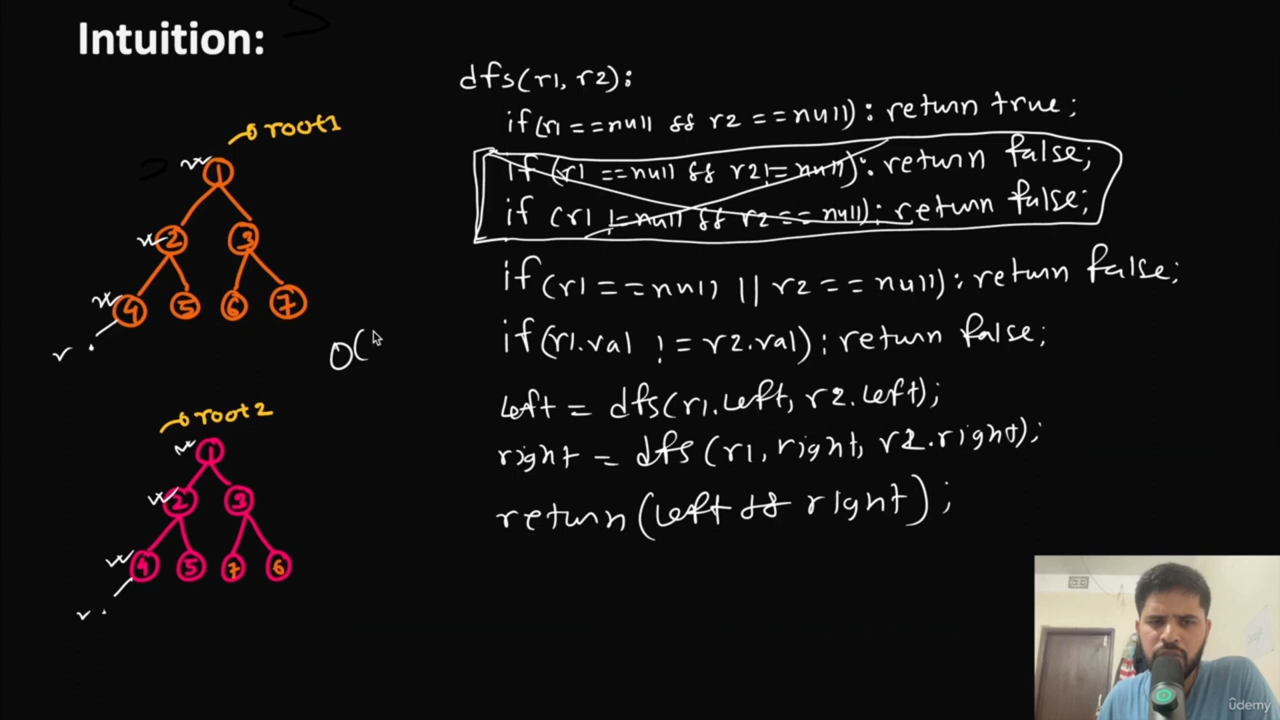 Intuition:
dfs(r1, r2):
if(r1 ==null && r2 ==null): return true;
if (r1 ==null && r2!=null): return false;
if (r1 !=null && r2 == null): return false;
if(r1==null || r2==null): return false;
if(r1.val != r2.val): return false;
left = dfs(r1.left, r2.left);
right = dfs (r1, right, r2.right);
return (left && right);
root1
1
2 3
4 5 6 7
O(
root2
1
2 3
4 5 7 6
ûdemy